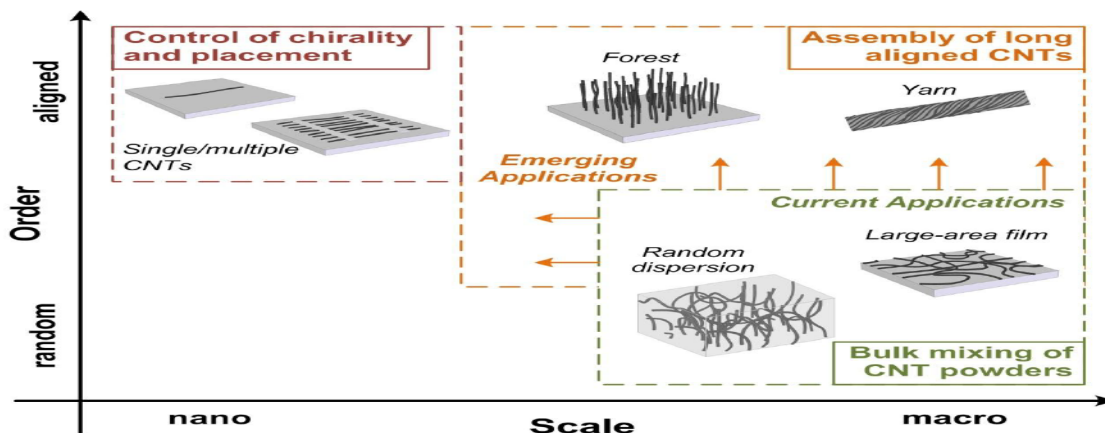 Control of chirality
and placement
Single/multiple
CNTs
Forest
Assembly of long
aligned CNTs
Yarn
Emerging
Applications
Current Applications
Random
dispersion
Large-area film
Bulk mixing of
CNT powders
aligned
Order
random
nano
Scale
macro